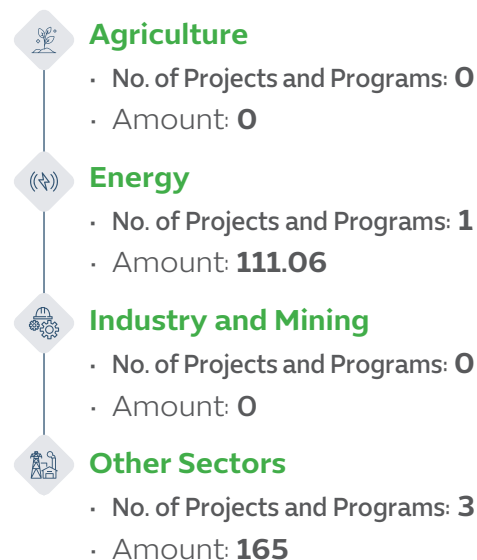 Agriculture
· No. of Projects and Programs: 0
· Amount: 0
Energy
· No. of Projects and Programs: 1
· Amount: 111.06
Industry and Mining
· No. of Projects and Programs: 0
· Amount: 0
Other Sectors
· No. of Projects and Programs: 3
· Amount: 165